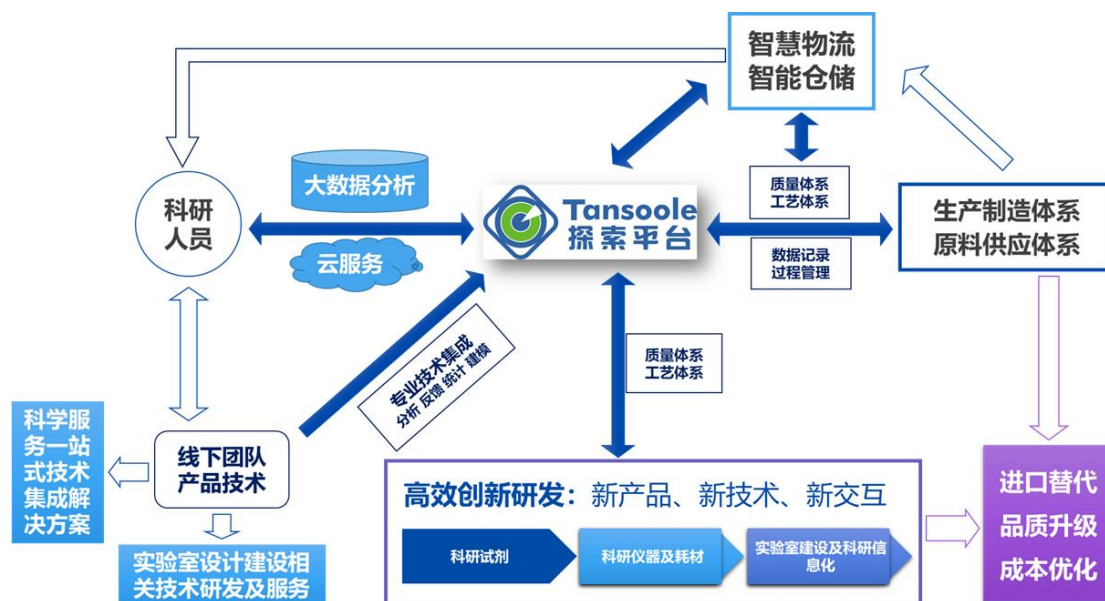 智慧物流
智能仓储
大数据分析
科研
人员
云服务
Tansoole
探索平台
质量体系
工艺体系
数据记录
过程管理
生产制造体系
原料供应体系
专业技术集成
分析 反馈 统计 建模
质量体系
工艺体系
科学服
务一站
式技术
集成解
决方案
线下团队
产品技术
实验室设计建设相
关技术研发及服务
高效创新研发：新产品、新技术、新交互
科研试剂
科研仪器及耗材
实验室建设及科研信
息化
进口替代
品质升级
成本优化